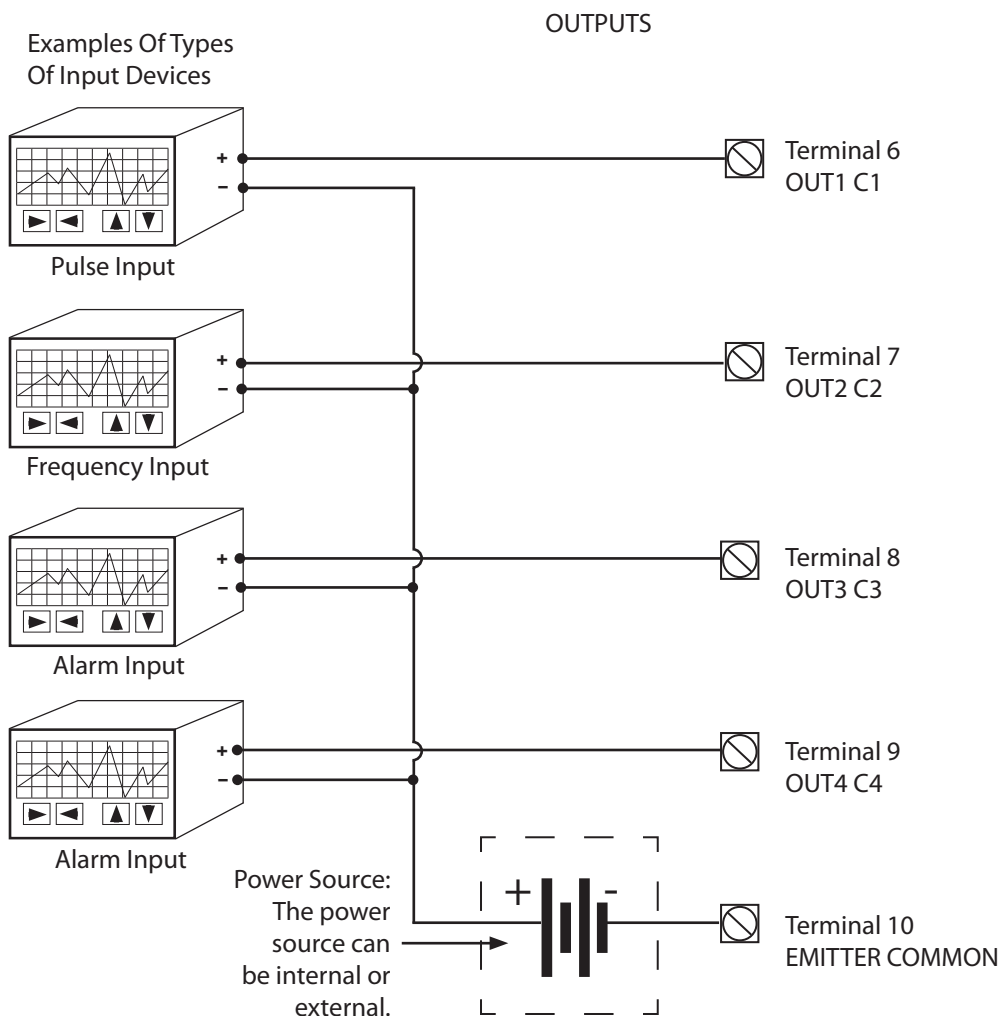 OUTPUTS
Examples Of Types
Of Input Devices
+
-
Pulse Input
Terminal 6
OUT1 C1
+
-
Frequency Input
Terminal 7
OUT2 C2
+
-
Alarm Input
Terminal 8
OUT3 C3
+
-
Alarm Input
Terminal 9
OUT4 C4
Power Source:
The power
source can
be internal or
external.
+ -
Terminal 10
EMITTER COMMON